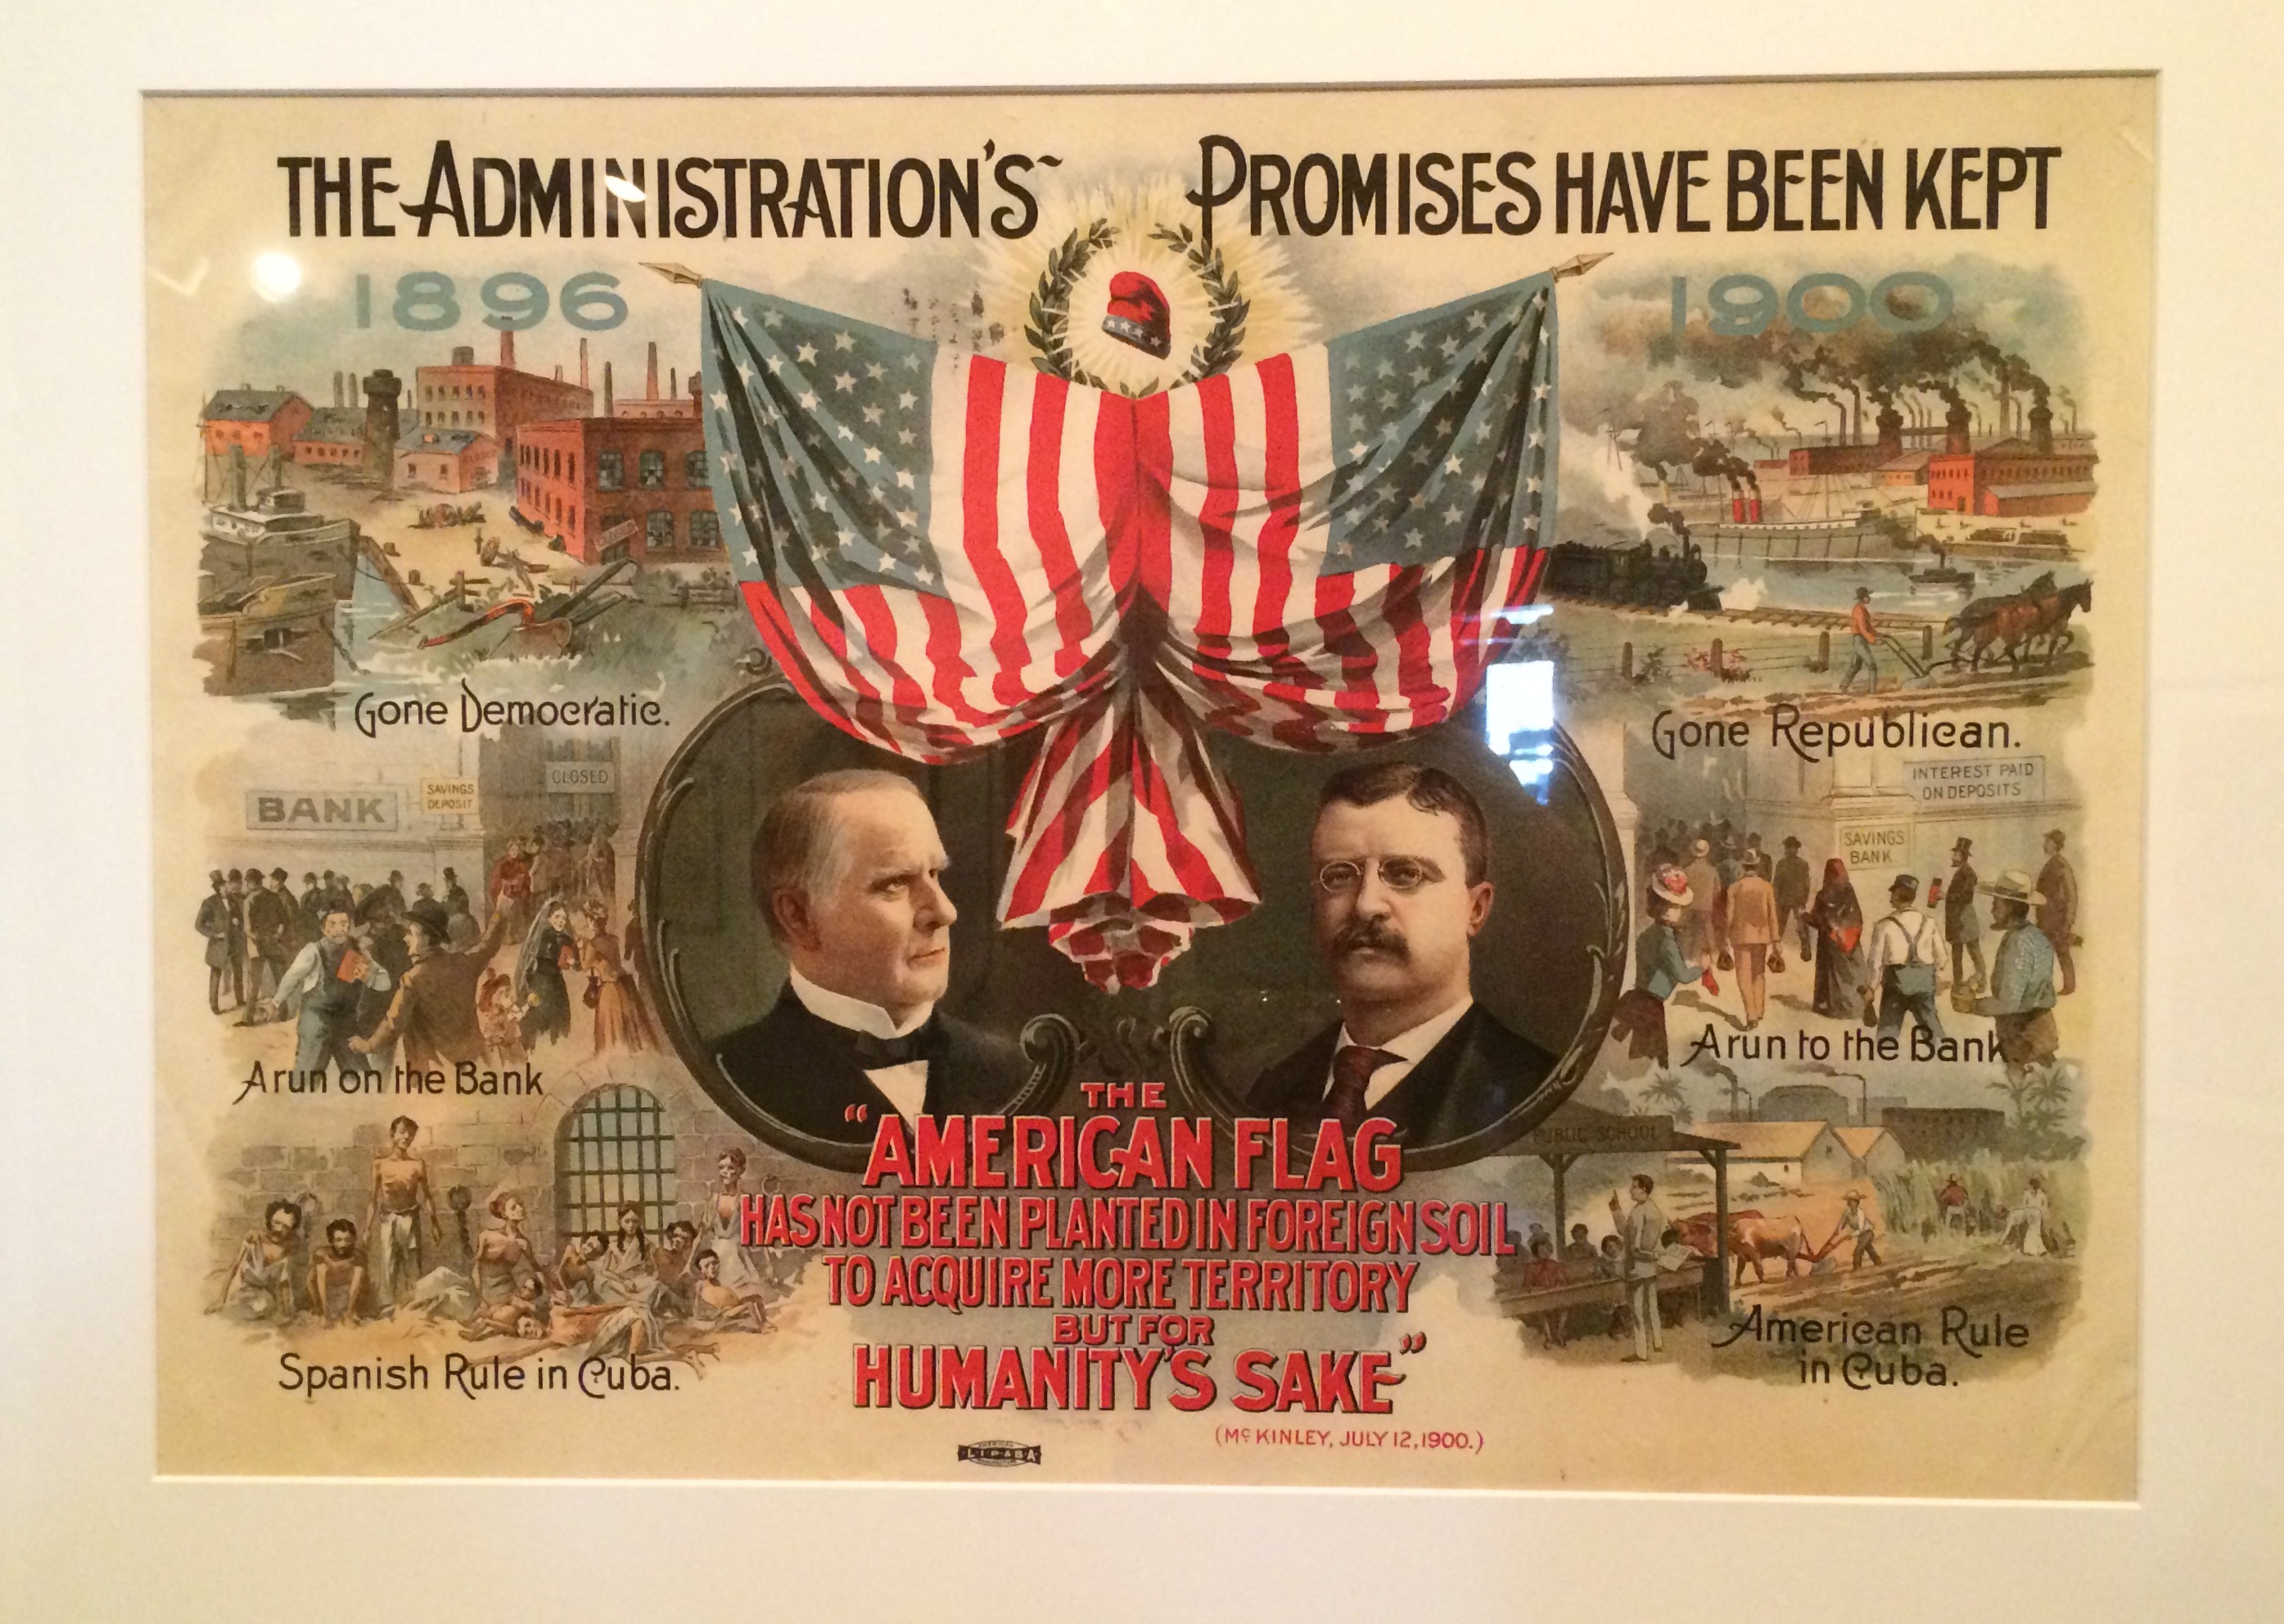 THE ADMINISTRATION'S PROMISES HAVE BEEN KEPT
1896
1900
Gone Democratic.
Gone Republican.
BANK
SAVINGS
DEPOSIT
CLOSED
INTEREST PAID
ON DEPOSITS
SAVINGS
BANK
A run on the Bank
A run to the Bank.
PUBLIC SCHOOL
THE
"AMERICAN FLAG
HAS NOT BEEN PLANTED IN FOREIGN SOIL
TO ACQUIRE MORE TERRITORY
BUT FOR
HUMANITY'S SAKE"
Spanish Rule in Cuba.
American Rule
in Cuba.
(McKINLEY, JULY 12, 1900.)